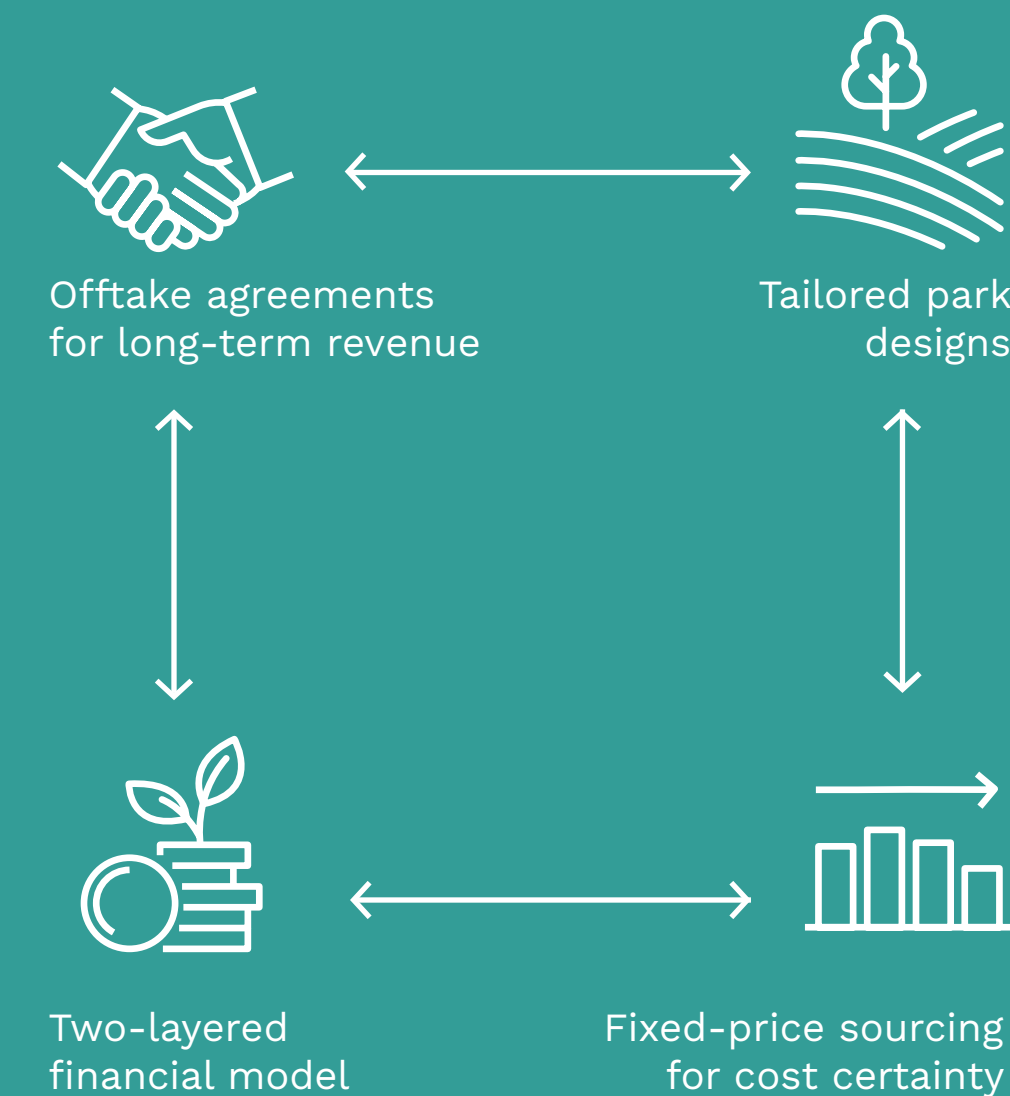 Offtake agreements
for long-term revenue
Tailored park
designs
Two-layered
financial model
Fixed-price sourcing
for cost certainty